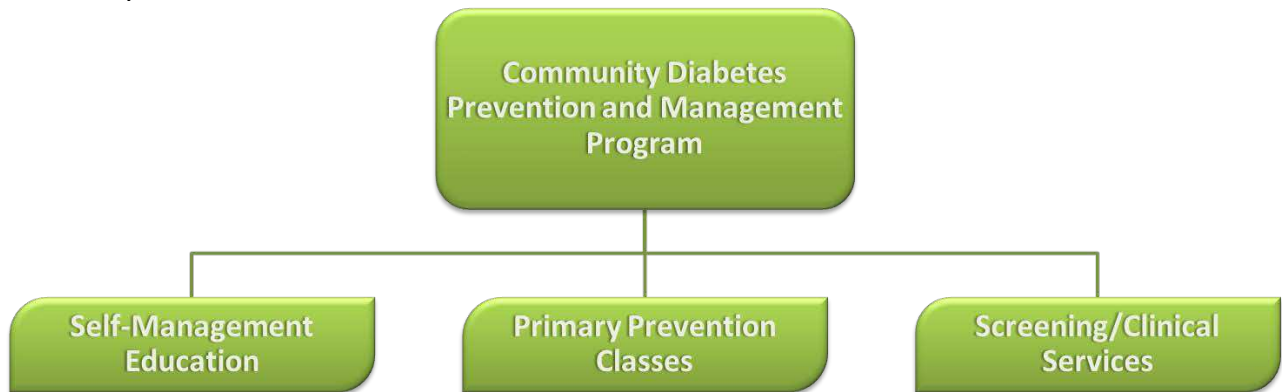 Community Diabetes
Prevention and Management
Program
Self-Management
Education
Primary Prevention
Classes
Screening/Clinical
Services